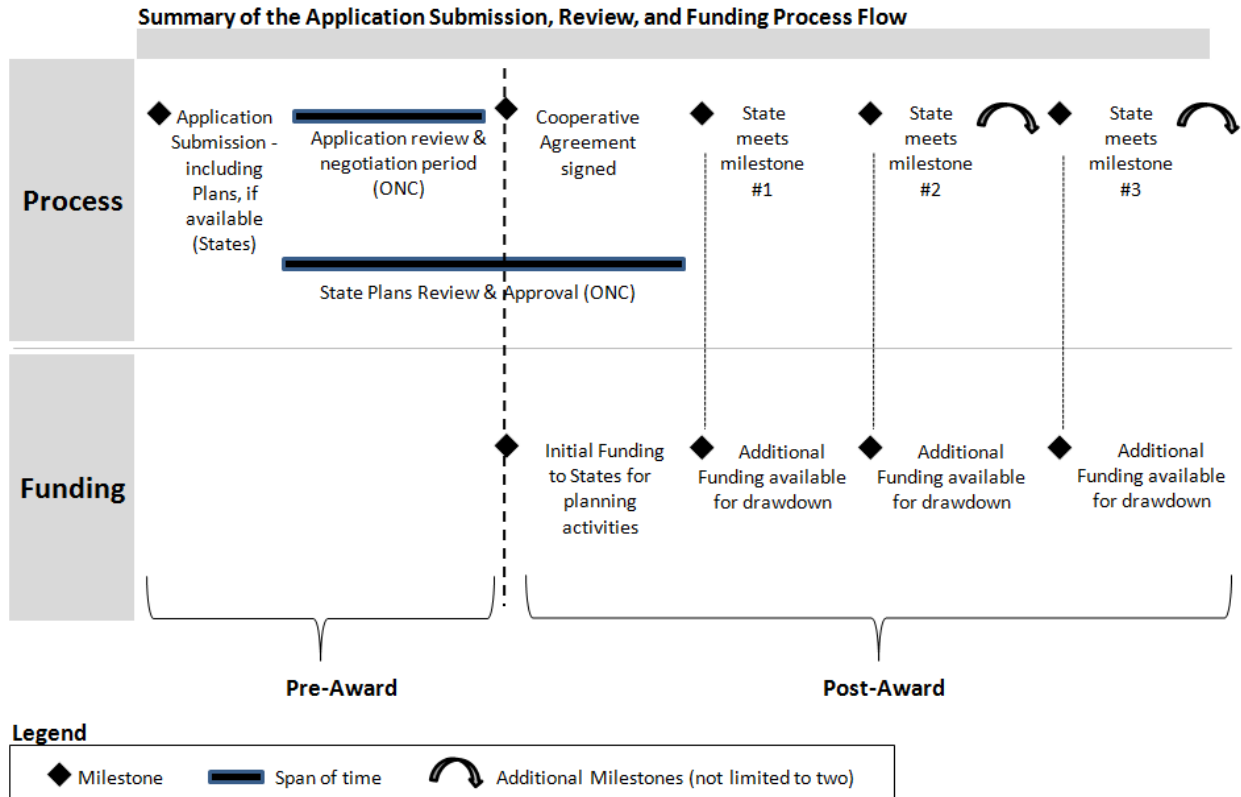 Summary of the Application Submission, Review, and Funding Process Flow
Process
Application
Submission -
including
Plans, if
available
(States)
Application review &
negotiation period
(ONC)
Cooperative
Agreement
signed
State
meets
milestone
#1
State
meets
milestone
#2
State
meets
milestone
#3
State Plans Review & Approval (ONC)
Funding
Initial Funding
to States for
planning
activities
Additional
Funding available
for drawdown
Additional
Funding available
for drawdown
Additional
Funding available
for drawdown
Pre-Award
Post-Award
Legend
Milestone
Span of time
Additional Milestones (not limited to two)